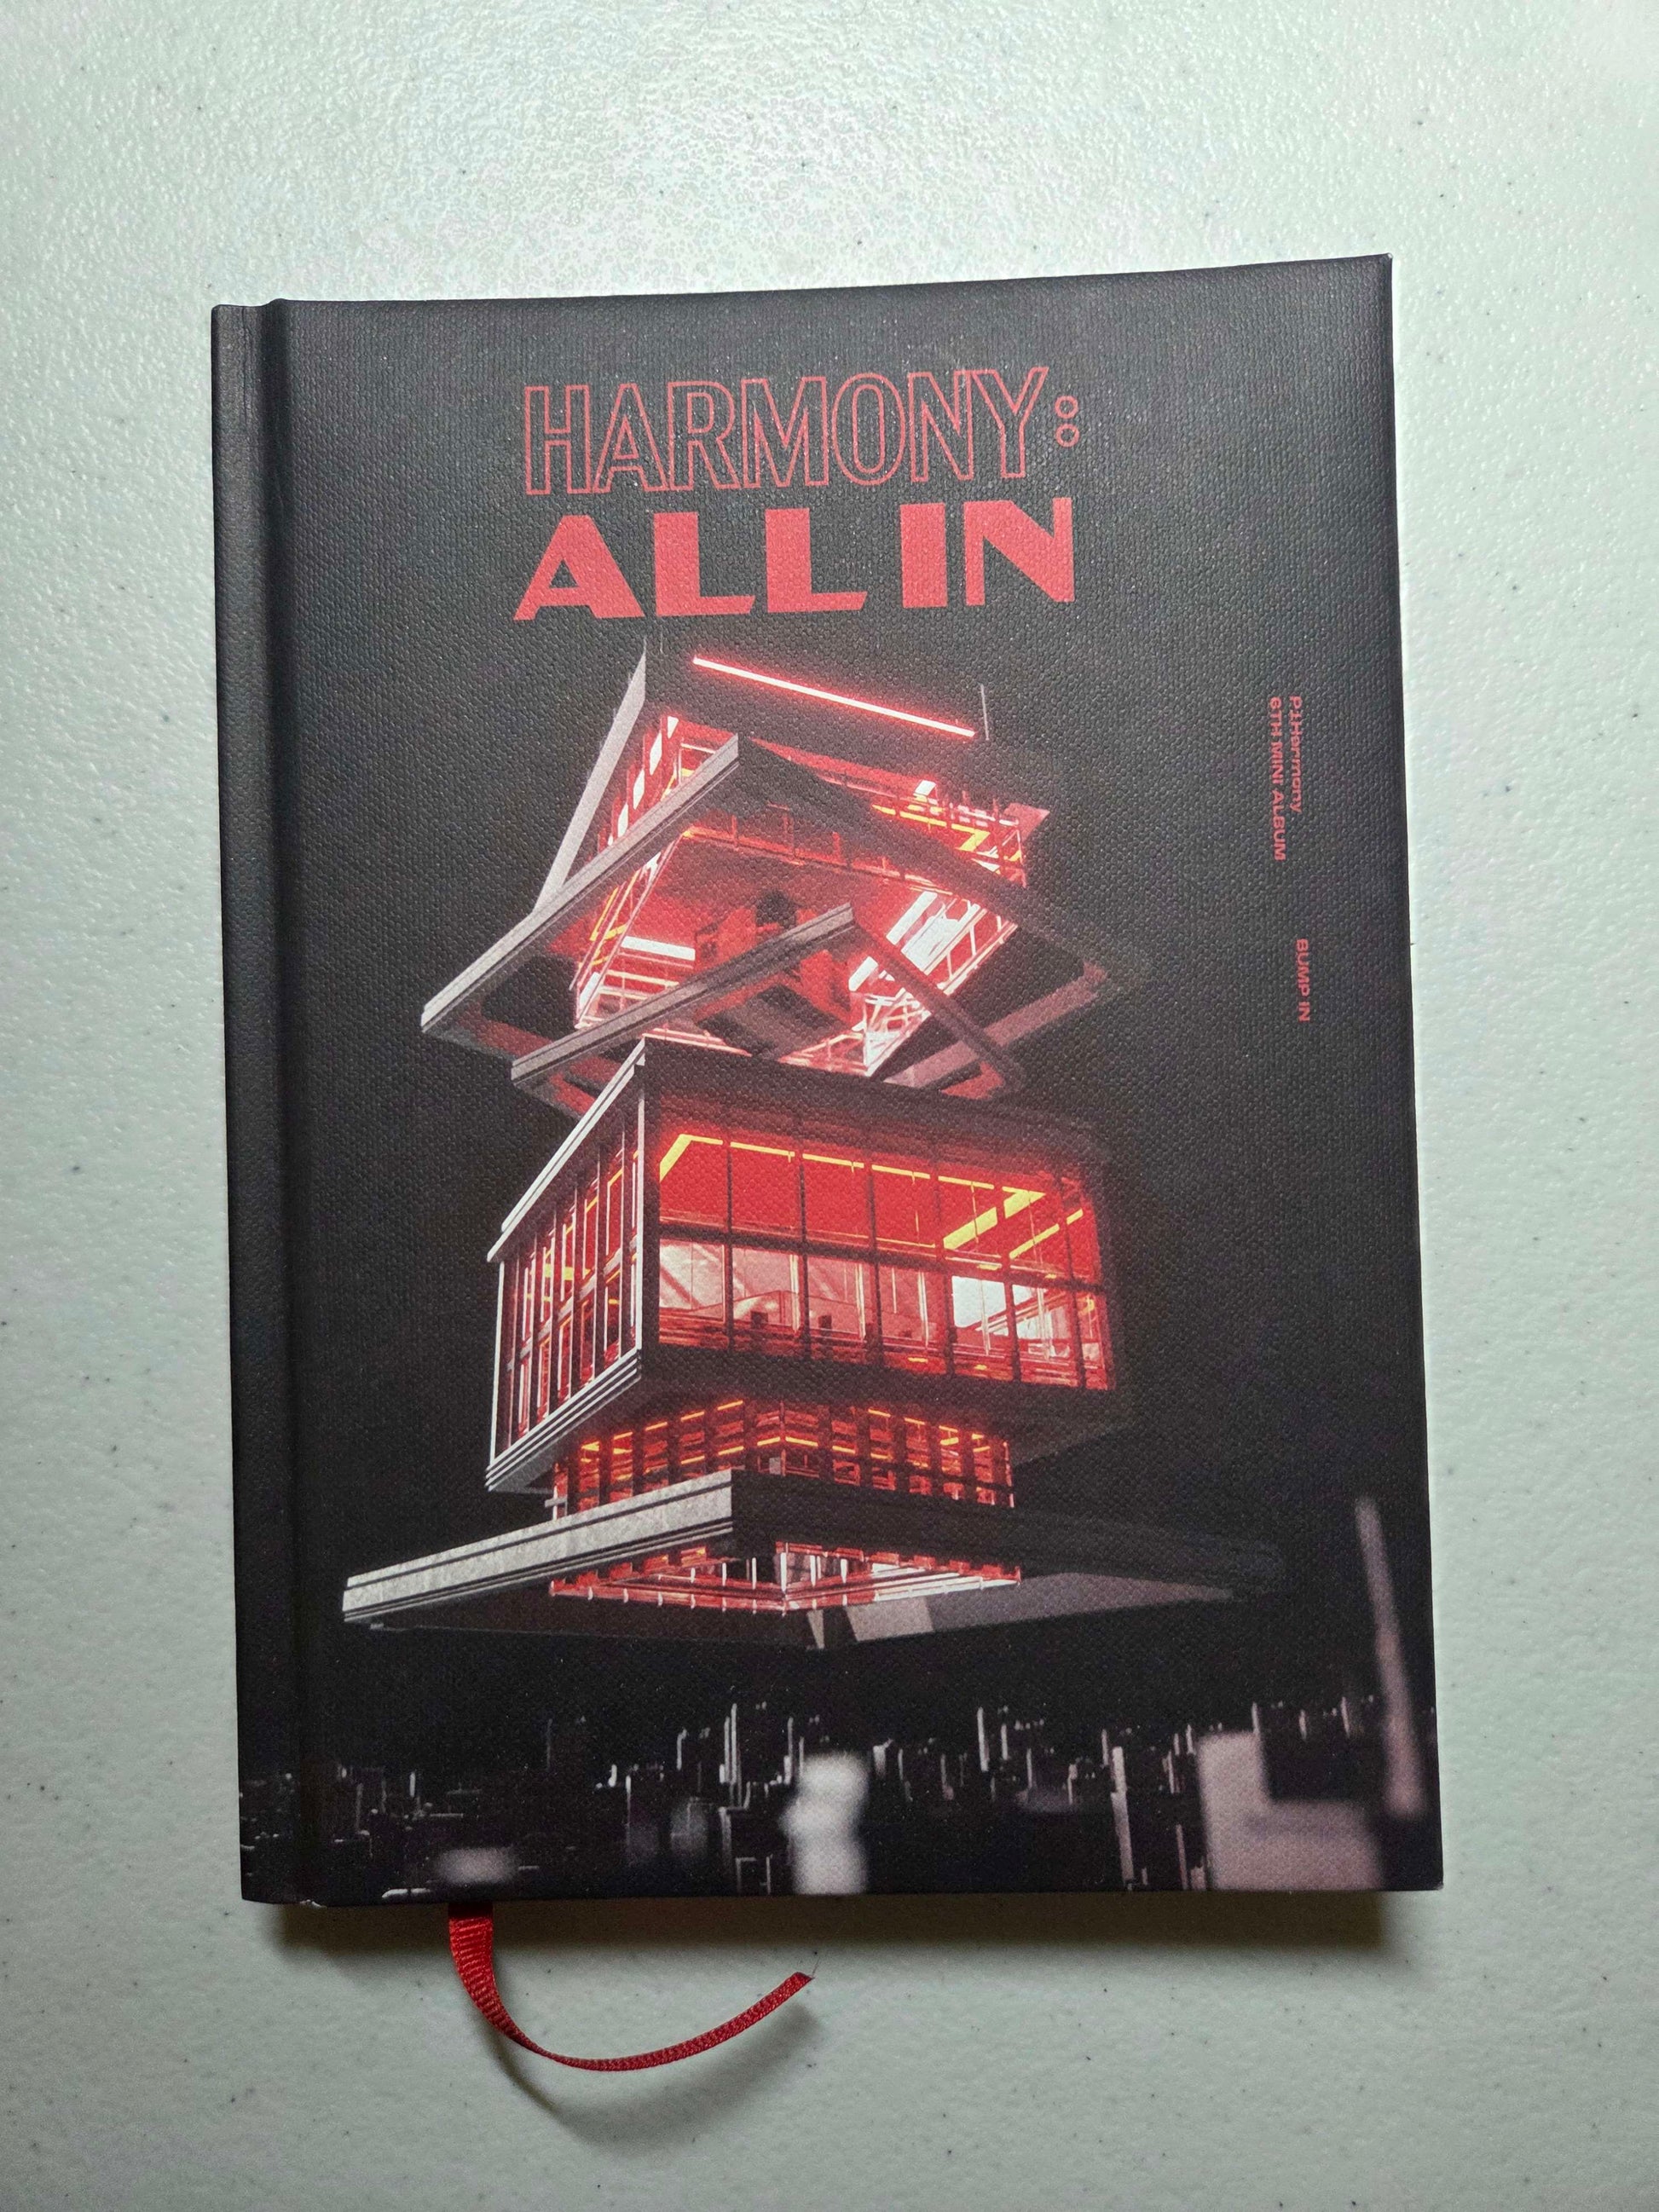 HARMONY:
ALL IN
P1Harmony
6TH MINI ALBUM
BUMP IN